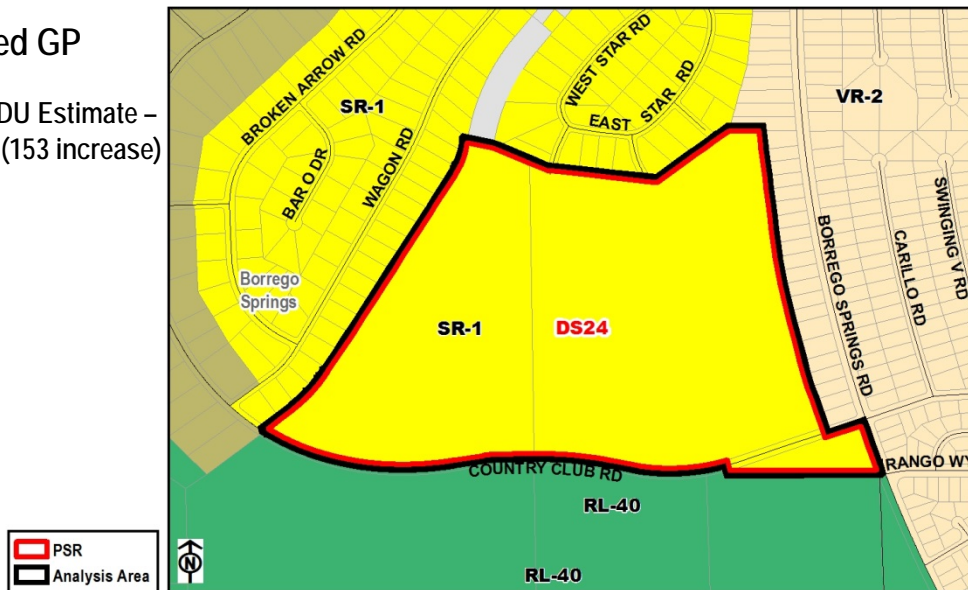 ed GP
DU Estimate –
(153 increase)
BROKEN ARROW RD
SR-1
BAR O DR
WAGON RD
WEST STAR RD
EAST STAR RD
VR-2
SWINGING V RD
CARILLO RD
BORREGO SPRINGS RD
Borrego
Springs
SR-1
DS24
COUNTRY CLUB RD
RANGO WY
RL-40
RL-40
PSR
Analysis Area
N